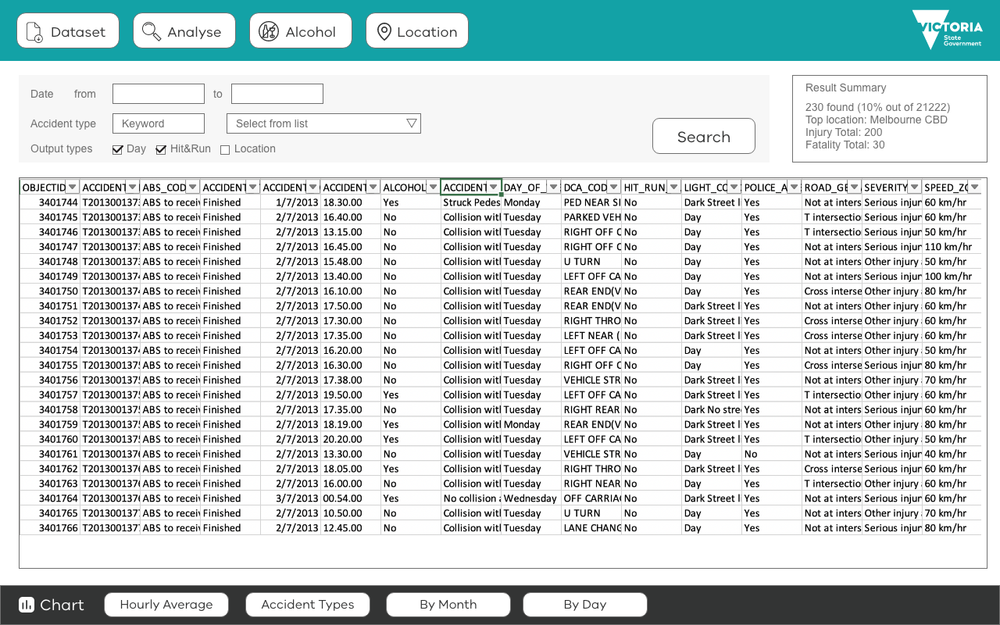 Dataset Analyse Alcohol Location
VICTORIA
State
Government
Date from to
Accident type Keyword Select from list
Output types Day Hit&Run Location
Search
Result Summary
230 found (10% out of 21222)
Top location: Melbourne CBD
Injury Total: 200
Fatality Total: 30
OBJECTID ACCIDENT ABS_COD ACCIDENT ACCIDENT ACCIDENT ALCOHOL ACCIDENT DAY_OF_ DCA_COD HIT_RUN_ LIGHT_CO POLICE_A ROAD_GE SEVERITY SPEED_ZO
3401744 T201300137 ABS to recei Finished 1/7/2013 18.30.00 Yes Struck Pedes Monday PED NEAR SI No Dark Street li Yes Not at inters Serious injur 60 km/hr
3401745 T201300137 ABS to recei Finished 2/7/2013 16.40.00 No Collision wit Tuesday PARKED VEH No Day Yes T intersectio Serious injur 60 km/hr
3401746 T201300137 ABS to recei Finished 2/7/2013 13.15.00 No Collision wit Tuesday RIGHT OFF C No Day Yes T intersectio Serious injur 50 km/hr
3401747 T201300137 ABS to recei Finished 2/7/2013 16.45.00 No Collision wit Tuesday RIGHT OFF C No Day Yes Not at inters Serious injur 110 km/hr
3401748 T201300137 ABS to recei Finished 2/7/2013 15.48.00 No Collision wit Tuesday U TURN No Day Yes Not at inters Other injury 50 km/hr
3401749 T201300137 ABS to recei Finished 2/7/2013 13.40.00 No Collision wit Tuesday LEFT OFF CA No Day Yes Not at inters Serious injur 100 km/hr
3401750 T201300137 ABS to recei Finished 2/7/2013 16.10.00 No Collision wit Tuesday REAR END(V No Day Yes Cross interse Other injury 80 km/hr
3401751 T201300137 ABS to recei Finished 2/7/2013 17.50.00 No Collision wit Tuesday REAR END(V No Dark Street li Yes Not at inters Other injury 60 km/hr
3401752 T201300137 ABS to recei Finished 2/7/2013 17.30.00 No Collision wit Tuesday RIGHT THRO No Dark Street li Yes Cross interse Other injury 60 km/hr
3401753 T201300137 ABS to recei Finished 2/7/2013 17.35.00 No Collision wit Tuesday LEFT NEAR ( No Dark Street li Yes Cross interse Other injury 60 km/hr
3401754 T201300137 ABS to recei Finished 2/7/2013 16.20.00 No Collision wit Tuesday LEFT OFF CA No Day Yes Not at inters Other injury 50 km/hr
3401755 T201300137 ABS to recei Finished 2/7/2013 16.30.00 No Collision wit Tuesday RIGHT OFF C No Day Yes Cross interse Serious injur 80 km/hr
3401756 T201300137 ABS to recei Finished 2/7/2013 17.38.00 No Collision wit Tuesday VEHICLE STR No Day Yes Not at inters Other injury 70 km/hr
3401757 T201300137 ABS to recei Finished 2/7/2013 19.50.00 Yes Collision wit Tuesday LEFT OFF CA No Dark Street li Yes T intersectio Other injury 60 km/hr
3401758 T201300137 ABS to recei Finished 2/7/2013 17.35.00 No Collision wit Tuesday RIGHT REAR No Dark No stree Yes Not at inters Serious injur 60 km/hr
3401759 T201300137 ABS to recei Finished 2/7/2013 18.19.00 Yes Collision wit Monday REAR END(V No Dark Street li Yes Not at inters Other injury 80 km/hr
3401760 T201300137 ABS to recei Finished 2/7/2013 20.20.00 Yes Collision wit Tuesday LEFT OFF CA No Dark Street li Yes T intersectio Other injury 50 km/hr
3401761 T201300137 ABS to recei Finished 2/7/2013 13.30.00 No Collision wit Tuesday VEHICLE STR No Day No Not at inters Serious injur 40 km/hr
3401762 T201300137 ABS to recei Finished 2/7/2013 18.05.00 Yes Collision wit Tuesday RIGHT THRO No Dark Street li Yes Cross interse Serious injur 60 km/hr
3401763 T201300137 ABS to recei Finished 2/7/2013 16.00.00 No Collision wit Tuesday RIGHT NEAR No Day Yes T intersectio Other injury 60 km/hr
3401764 T201300137 ABS to recei Finished 3/7/2013 00.54.00 Yes No collision a Wednesday OFF CARRIAG No Dark Street li Yes Not at inters Serious injur 60 km/hr
3401765 T201300137 ABS to recei Finished 2/7/2013 10.50.00 No Collision wit Tuesday U TURN No Day Yes Not at inters Other injury 70 km/hr
3401766 T201300137 ABS to recei Finished 2/7/2013 12.45.00 No Collision wit Tuesday LANE CHANG No Day Yes Not at inters Serious injur 80 km/hr
Chart Hourly Average Accident Types By Month By Day